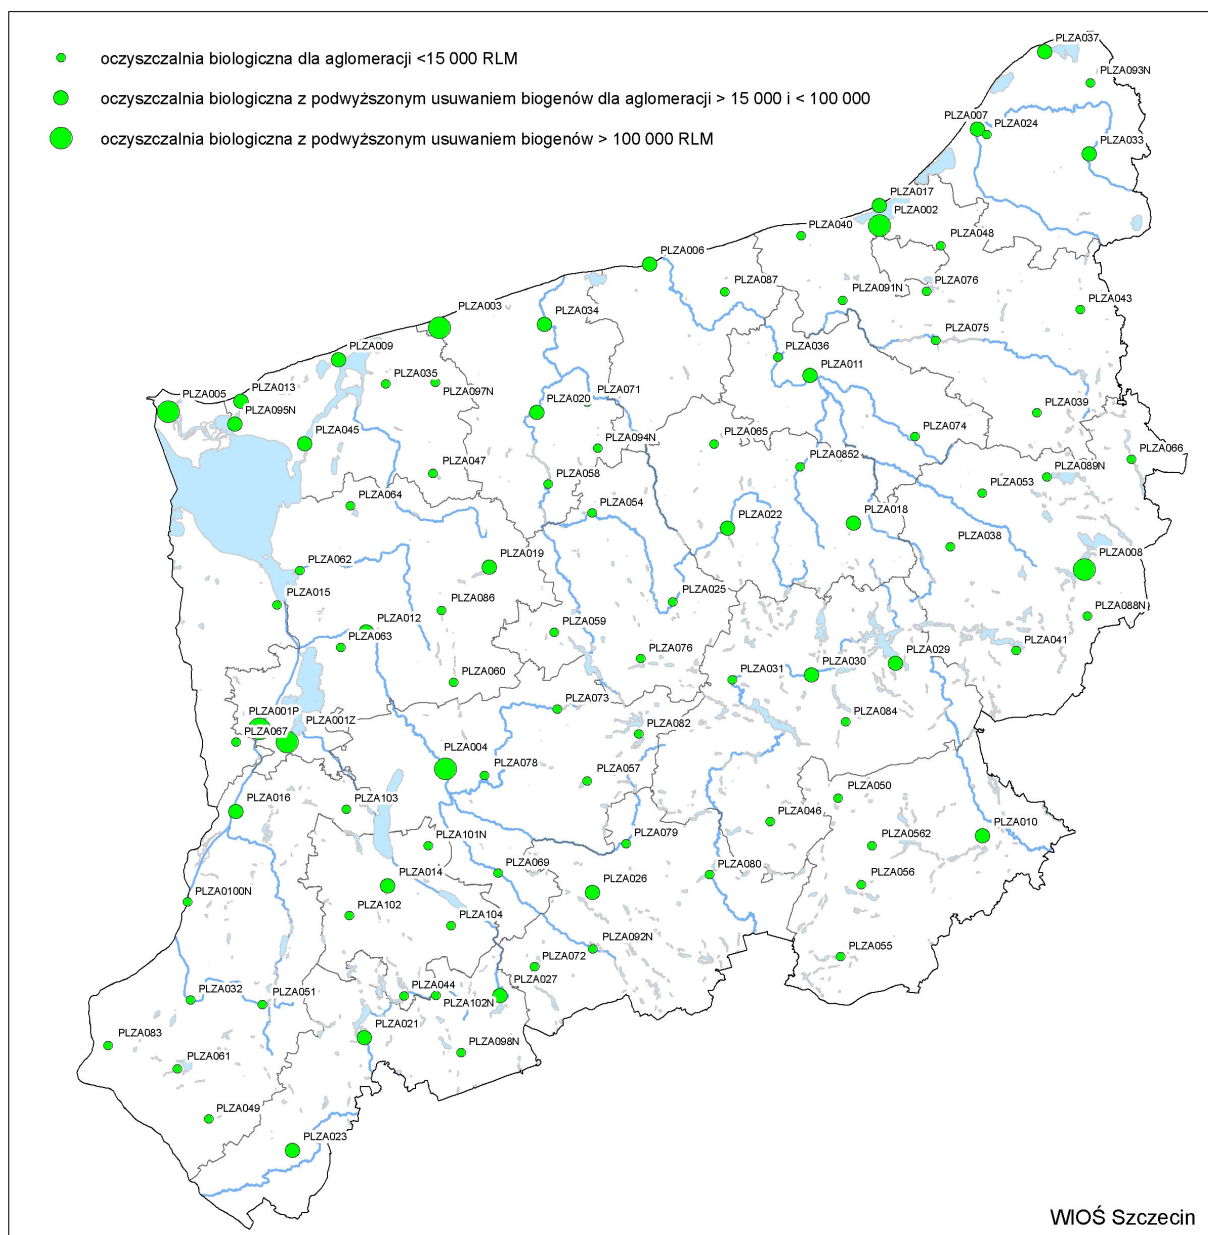 oczyszczalnia biologiczna dla aglomeracji <15 000 RLM
oczyszczalnia biologiczna z podwyższonym usuwaniem biogenów dla aglomeracji > 15 000 i < 100 000
oczyszczalnia biologiczna z podwyższonym usuwaniem biogenów > 100 000 RLM
PLZA037
PLZA093N
PLZA007
PLZA024
PLZA033
PLZA017
PLZA002
PLZA040
PLZA048
PLZA006
PLZA087
PLZA091N
PLZA076
PLZA043
PLZA003
PLZA034
PLZA075
PLZA036
PLZA009
PLZA011
PLZA035
PLZA097N
PLZA005
PLZA013
PLZA071
PLZA095N
PLZA020
PLZA039
PLZA045
PLZA094N
PLZA065
PLZA074
PLZA066
PLZA047
PLZA058
PLZA0852
PLZA089N
PLZA064
PLZA054
PLZA053
PLZA022
PLZA018
PLZA038
PLZA062
PLZA019
PLZA008
PLZA015
PLZA086
PLZA025
PLZA088N
PLZA012
PLZA063
PLZA059
PLZA041
PLZA060
PLZA076
PLZA031
PLZA030
PLZA029
PLZA001P
PLZA001Z
PLZA067
PLZA073
PLZA082
PLZA084
PLZA004
PLZA078
PLZA057
PLZA050
PLZA016
PLZA103
PLZA046
PLZA010
PLZA101N
PLZA079
PLZA0562
PLZA014
PLZA069
PLZA026
PLZA080
PLZA056
PLZA0100N
PLZA102
PLZA104
PLZA092N
PLZA072
PLZA055
PLZA032
PLZA051
PLZA044
PLZA102N
PLZA027
PLZA083
PLZA021
PLZA098N
PLZA061
PLZA049
PLZA023
WIOŚ Szczecin